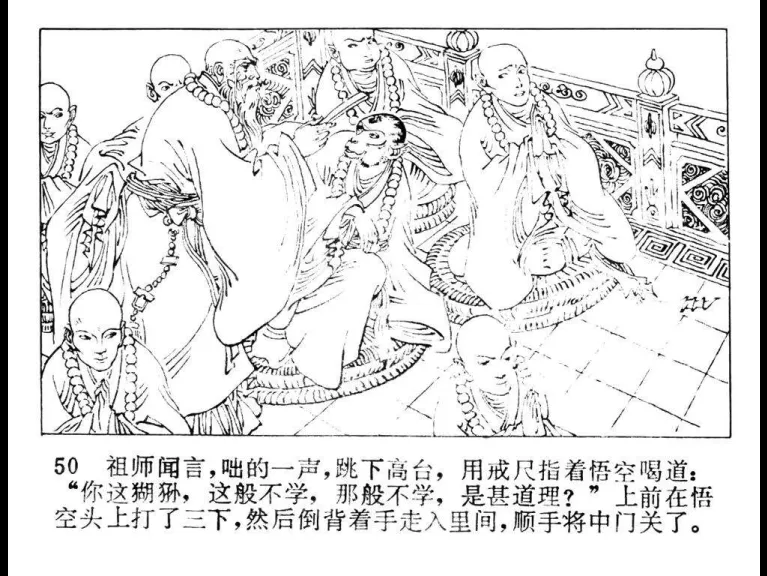 50 祖师闻言，咄的一声，跳下高台，用戒尺指着悟空喝道：
“你这猢狲，这般不学，那般不学，是甚道理？”上前在悟
空头上打了三下，然后倒背着手走入里间，顺手将中门关了。